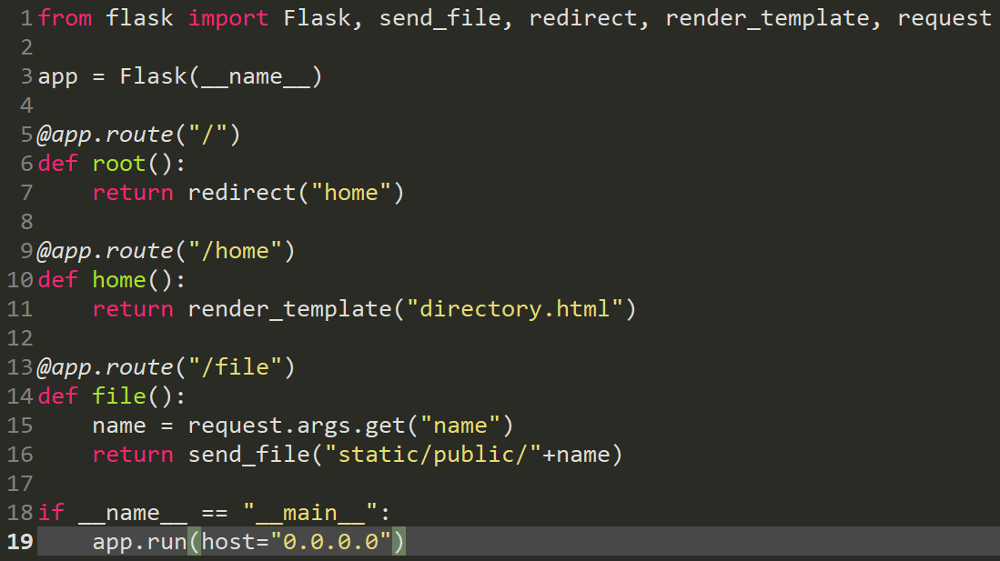 1 from flask import Flask, send_file, redirect, render_template, request
2
3 app = Flask(__name__)
4
5 @app.route("/")
6 def root():
7     return redirect("home")
8
9 @app.route("/home")
10 def home():
11     return render_template("directory.html")
12
13 @app.route("/file")
14 def file():
15     name = request.args.get("name")
16     return send_file("static/public/"+name)
17
18 if __name__ == "__main__":
19     app.run(host="0.0.0.0")